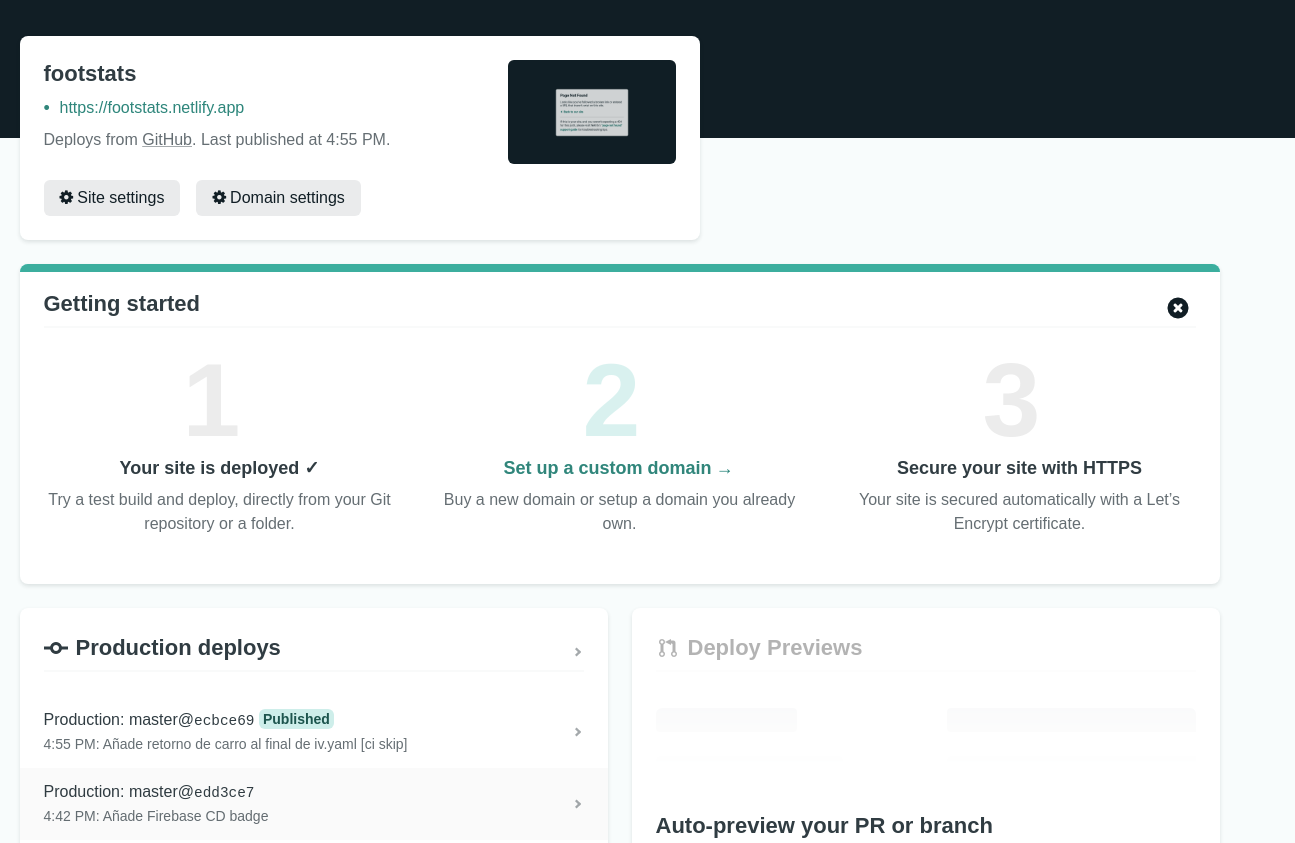 footstats
• https://footstats.netlify.app
Deploys from GitHub. Last published at 4:55 PM.
Page Not Found
Site settings
Domain settings
Getting started
1
Your site is deployed ✓
Try a test build and deploy, directly from your Git
repository or a folder.
2
Set up a custom domain →
Buy a new domain or setup a domain you already
own.
3
Secure your site with HTTPS
Your site is secured automatically with a Let’s
Encrypt certificate.
Production deploys
Production: master@ecbce69 Published
4:55 PM: Añade retorno de carro al final de iv.yaml [ci skip]
Production: master@edd3ce7
4:42 PM: Añade Firebase CD badge
Deploy Previews
Auto-preview your PR or branch